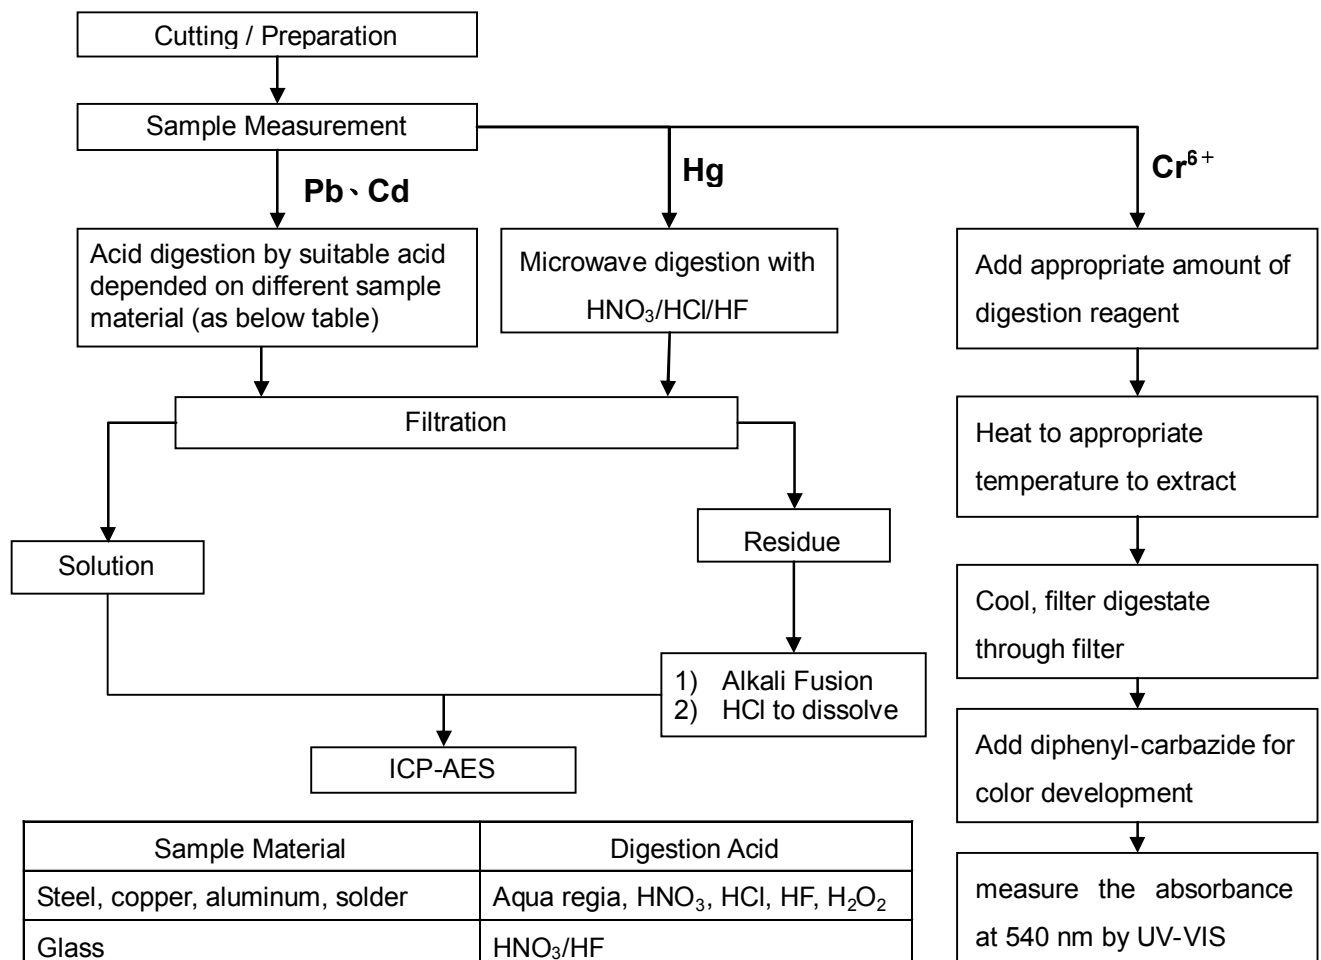 Cutting / Preparation
Sample Measurement
Pb、Cd
Hg
Cr⁶⁺
Acid digestion by suitable acid
depended on different sample
material (as below table)
Microwave digestion with
HNO₃/HCl/HF
Add appropriate amount of
digestion reagent
Filtration
Heat to appropriate
temperature to extract
Solution
Residue
Cool, filter digestate
through filter
1) Alkali Fusion
2) HCl to dissolve
ICP-AES
Add diphenyl-carbazide for
color development
Sample Material Digestion Acid
Steel, copper, aluminum, solder Aqua regia, HNO₃, HCl, HF, H₂O₂
Glass HNO₃/HF
measure the absorbance
at 540 nm by UV-VIS